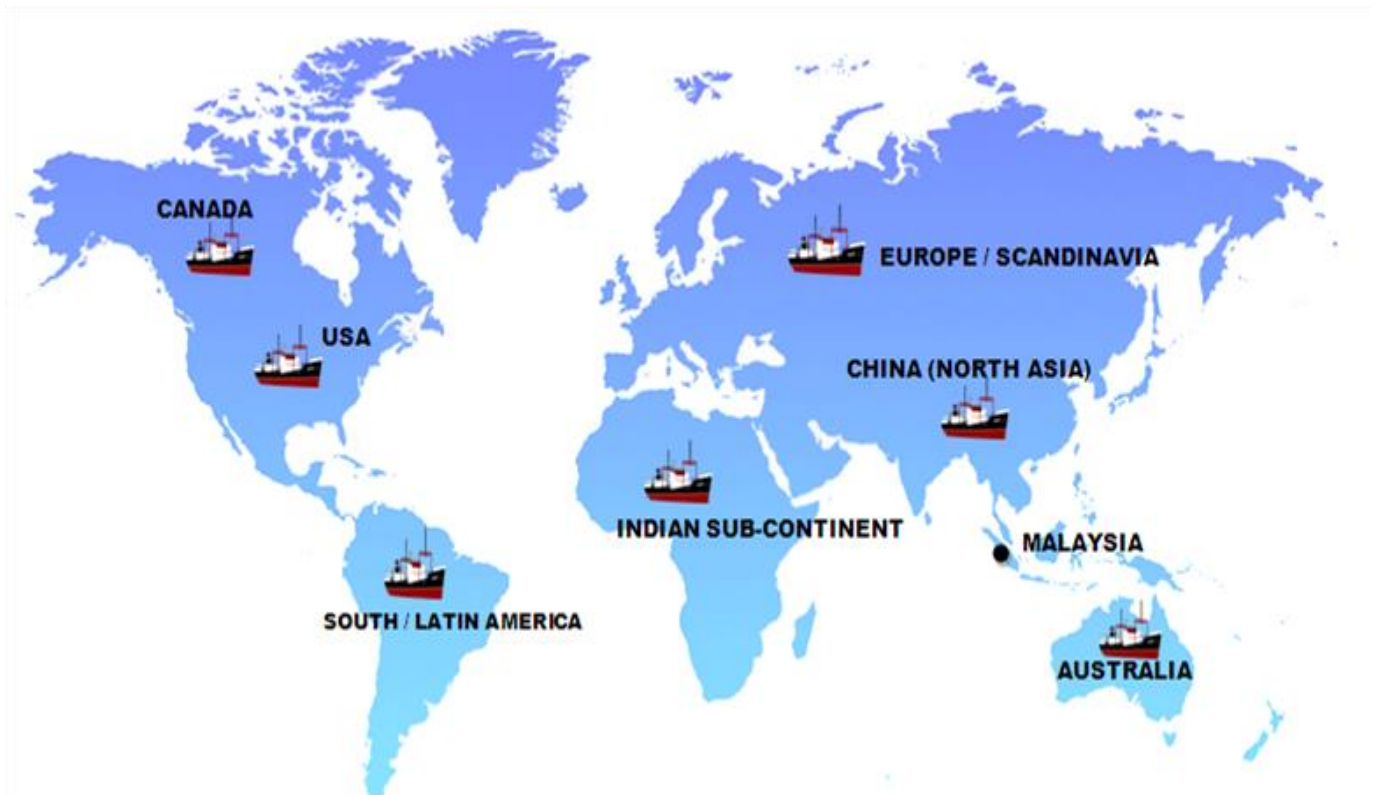 CANADA
EUROPE / SCANDINAVIA
USA
CHINA (NORTH ASIA)
INDIAN SUB-CONTINENT
MALAYSIA
SOUTH / LATIN AMERICA
AUSTRALIA